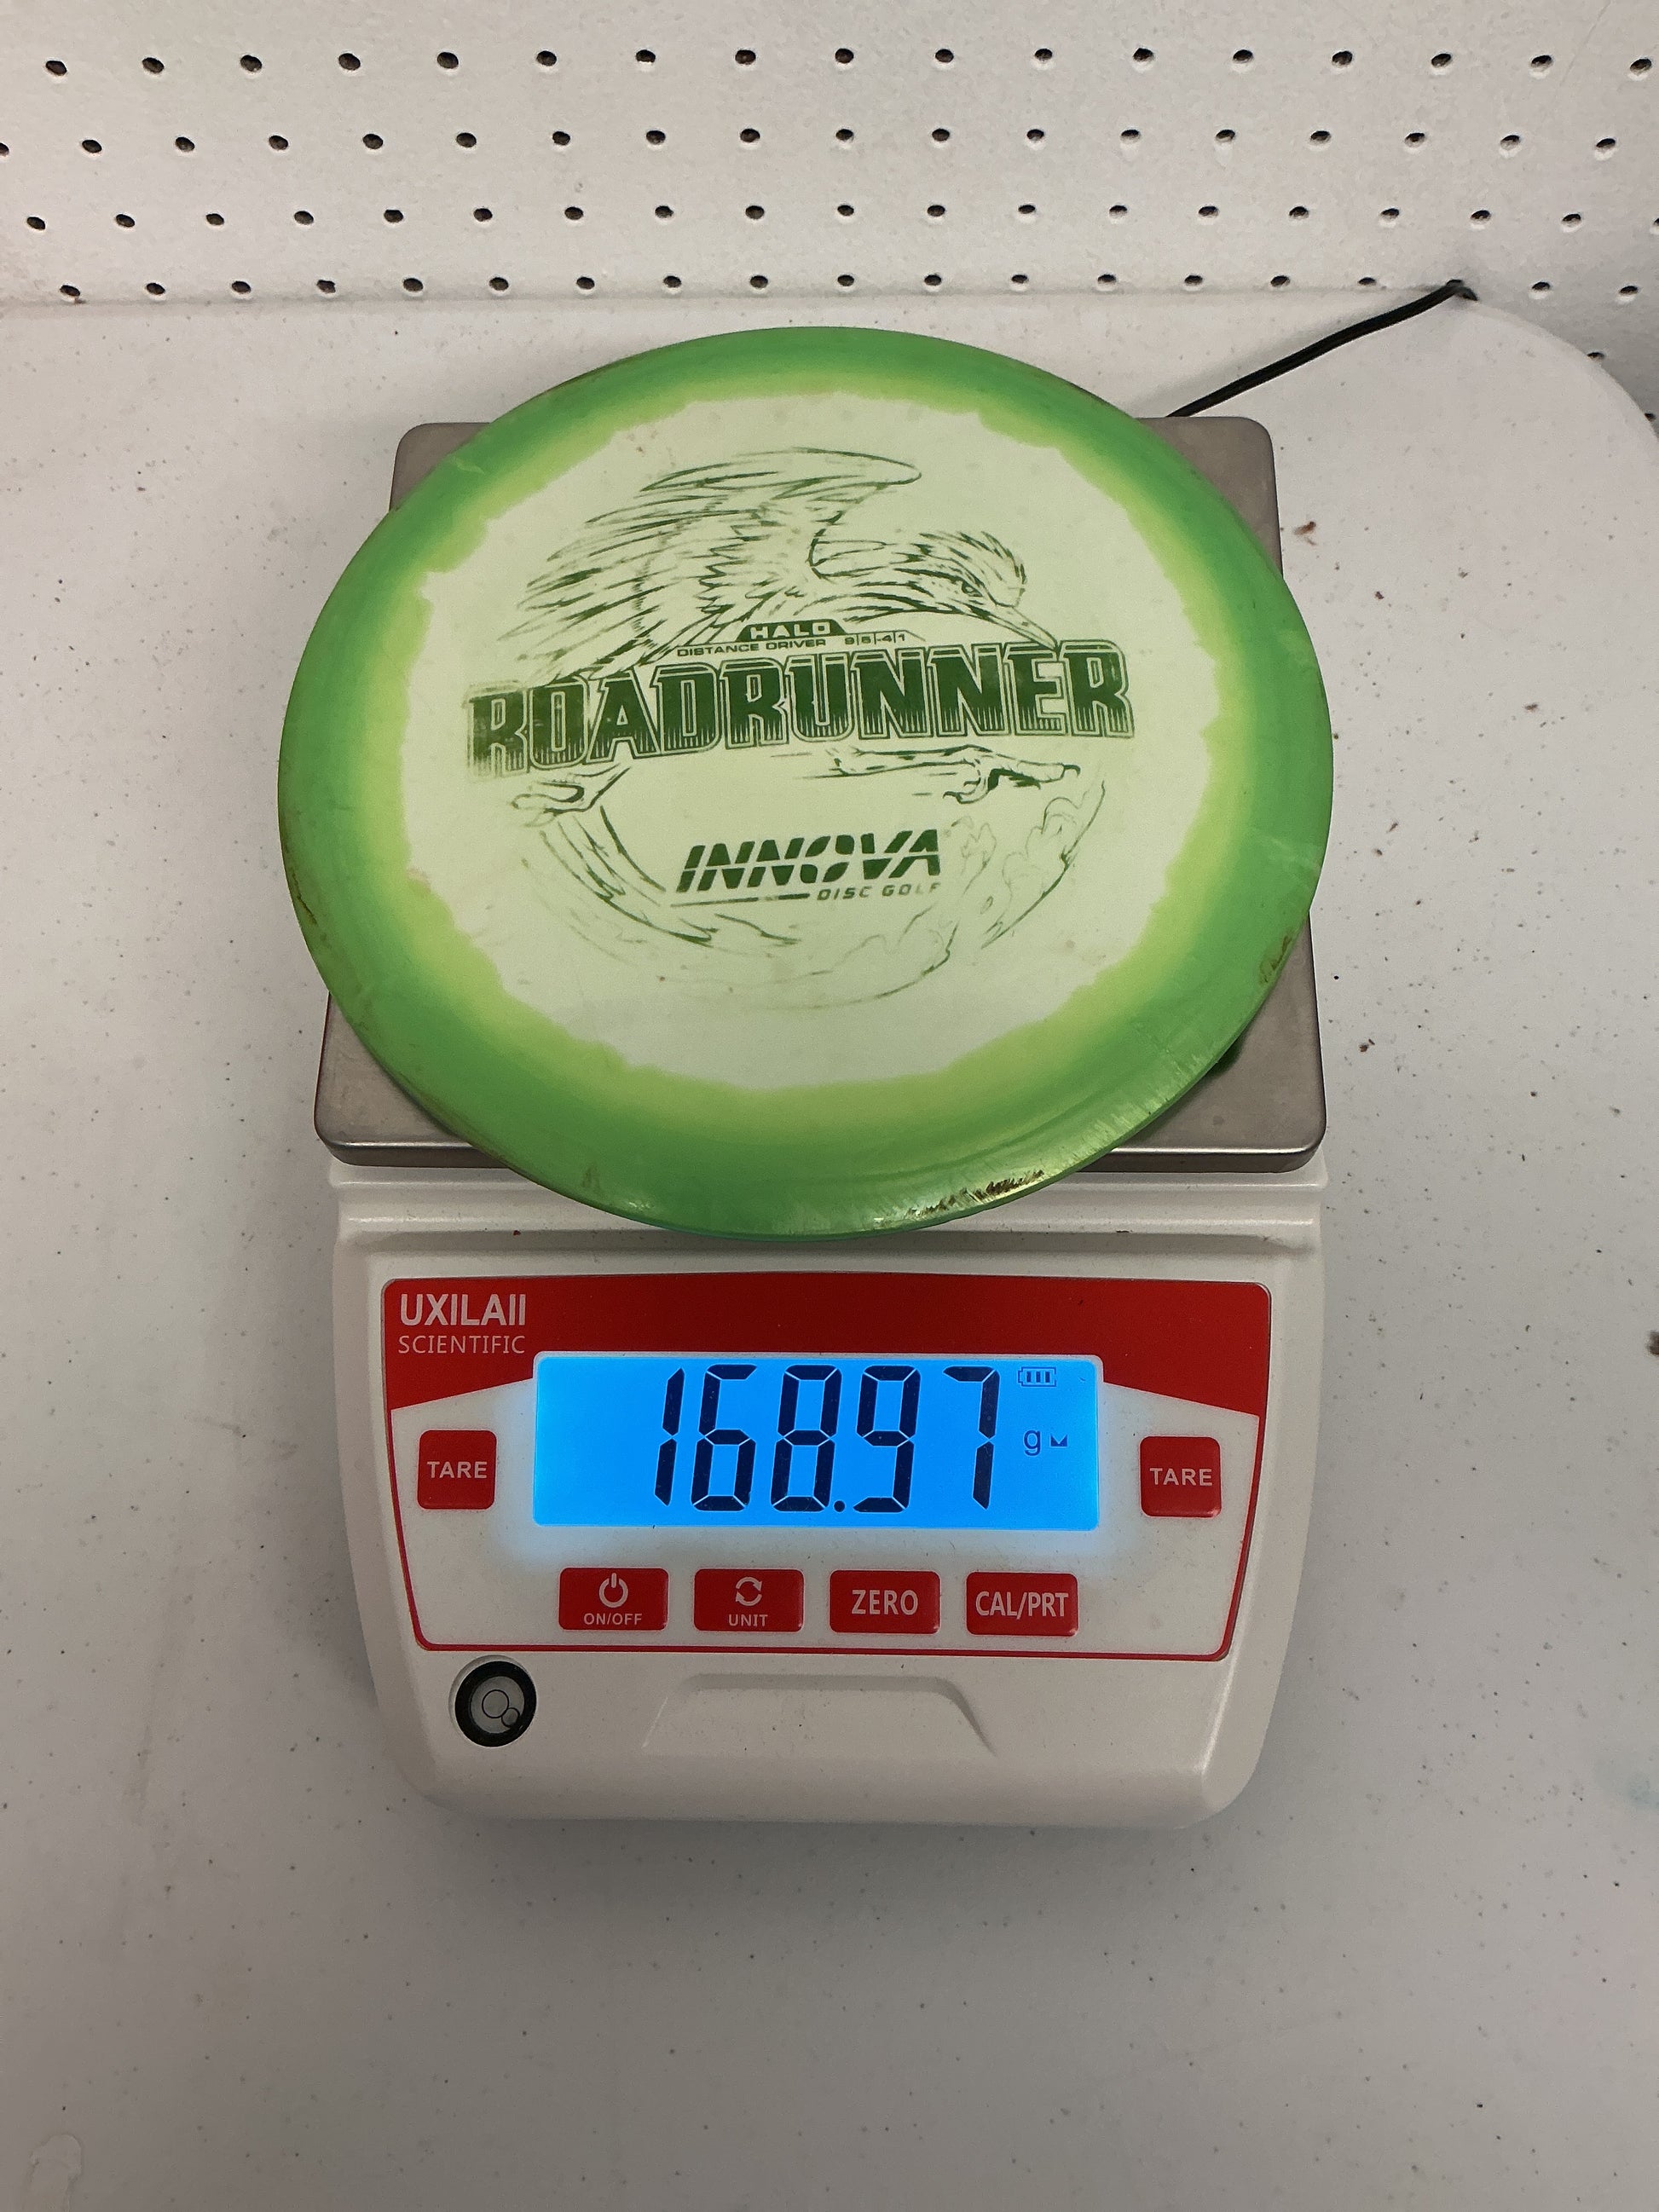 HALO
DISTANCE DRIVER 9|5|-4|1
ROADRUNNER
INNOVA
DISC GOLF
UXILAII
SCIENTIFIC
168.97 g
TARE
TARE
ON/OFF
UNIT
ZERO
CAL/PRT